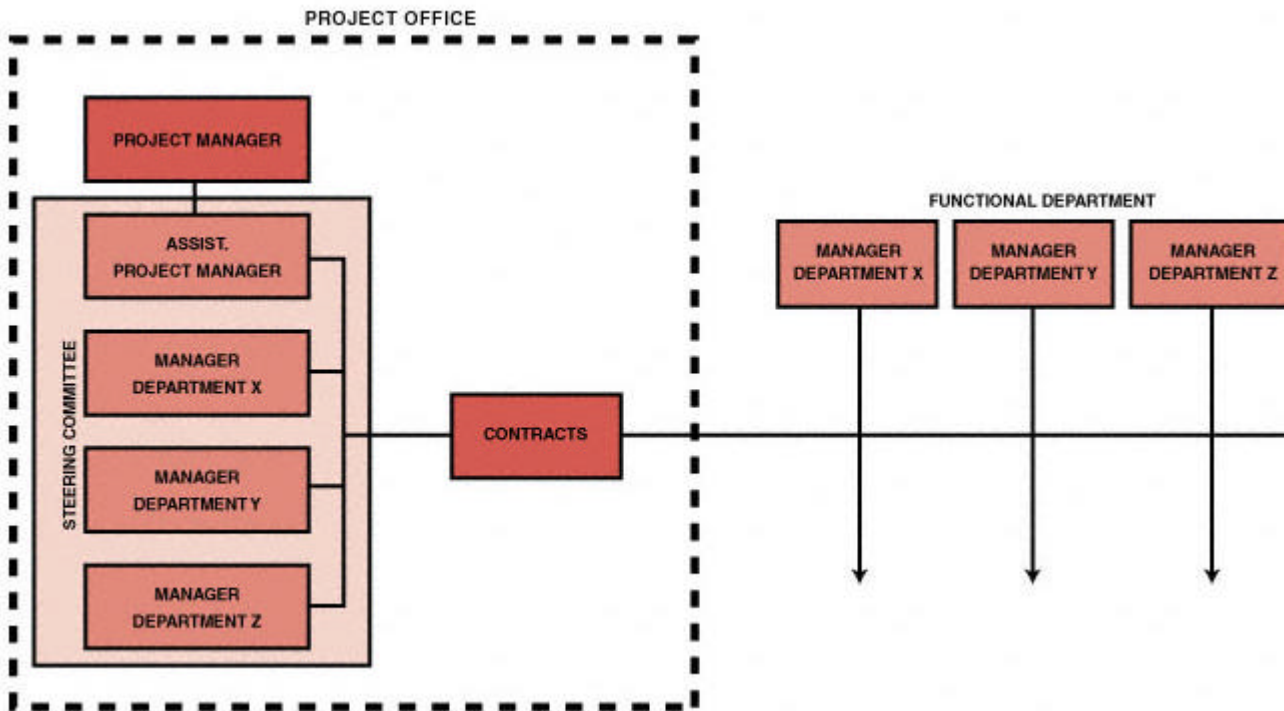 PROJECT OFFICE
PROJECT MANAGER
STEERING COMMITTEE
ASSIST.
PROJECT MANAGER
MANAGER
DEPARTMENT X
MANAGER
DEPARTMENT Y
MANAGER
DEPARTMENT Z
CONTRACTS
FUNCTIONAL DEPARTMENT
MANAGER
DEPARTMENT X
MANAGER
DEPARTMENT Y
MANAGER
DEPARTMENT Z